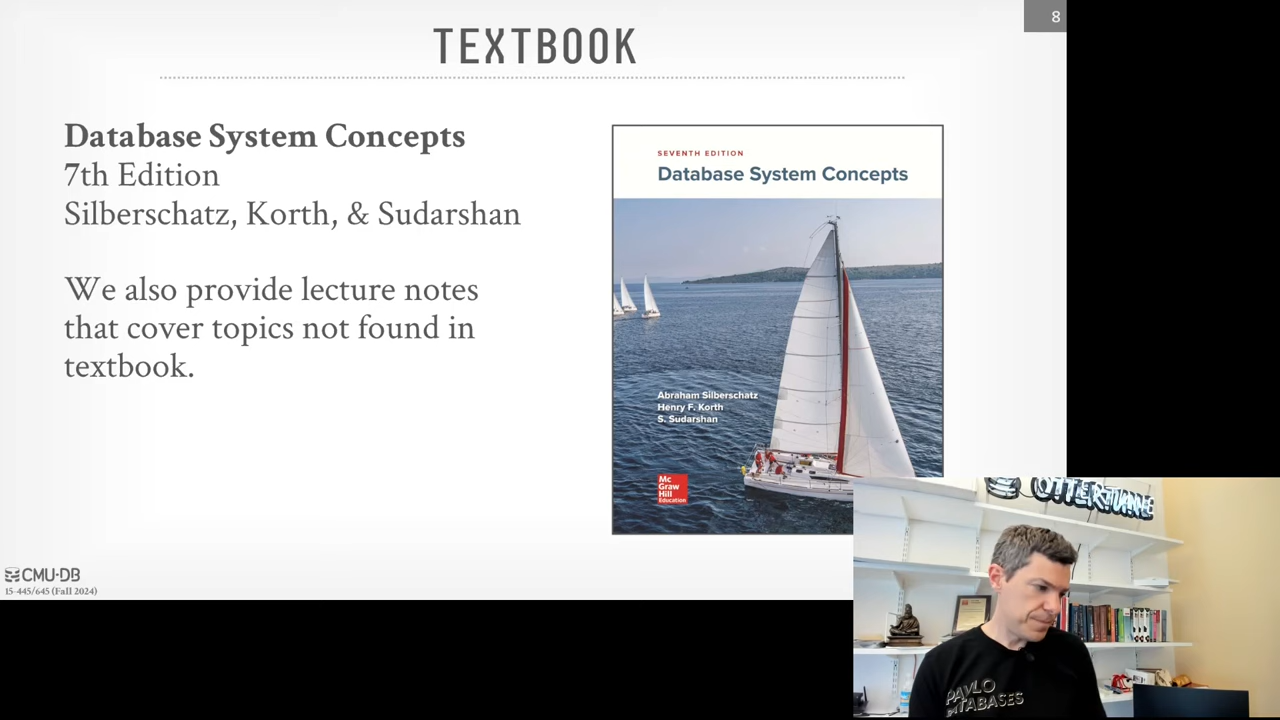 8
TEXTBOOK
Database System Concepts
7th Edition
Silberschatz, Korth, & Sudarshan
We also provide lecture notes
that cover topics not found in
textbook.
SEVENTH EDITION
Database System Concepts
Abraham Silberschatz
Henry F. Korth
S. Sudarshan
Mc
Graw
Hill
Education
CMU·DB
15-445/645 (Fall 2024)
OTTERTUNE
PAVLO
DATABASES